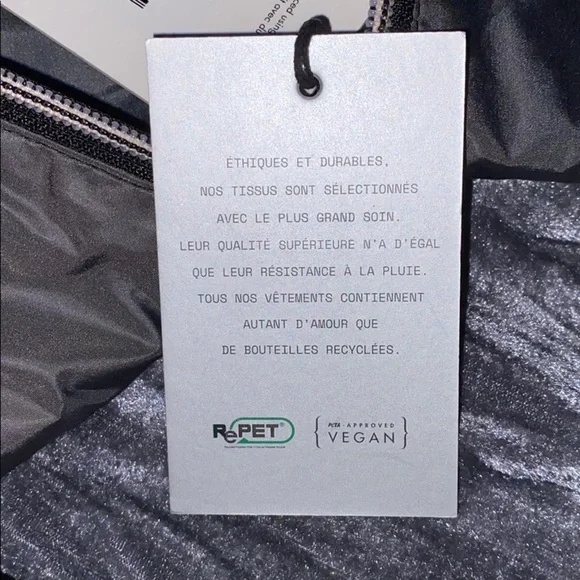 ÉTHIQUES ET DURABLES,
NOS TISSUS SONT SÉLECTIONNÉS
AVEC LE PLUS GRAND SOIN.
LEUR QUALITÉ SUPÉRIEURE N'A D'ÉGAL
QUE LEUR RÉSISTANCE À LA PLUIE.
TOUS NOS VÊTEMENTS CONTIENNENT
AUTANT D'AMOUR QUE
DE BOUTEILLES RECYCLÉES.
RePET
PETA - APPROVED
VEGAN